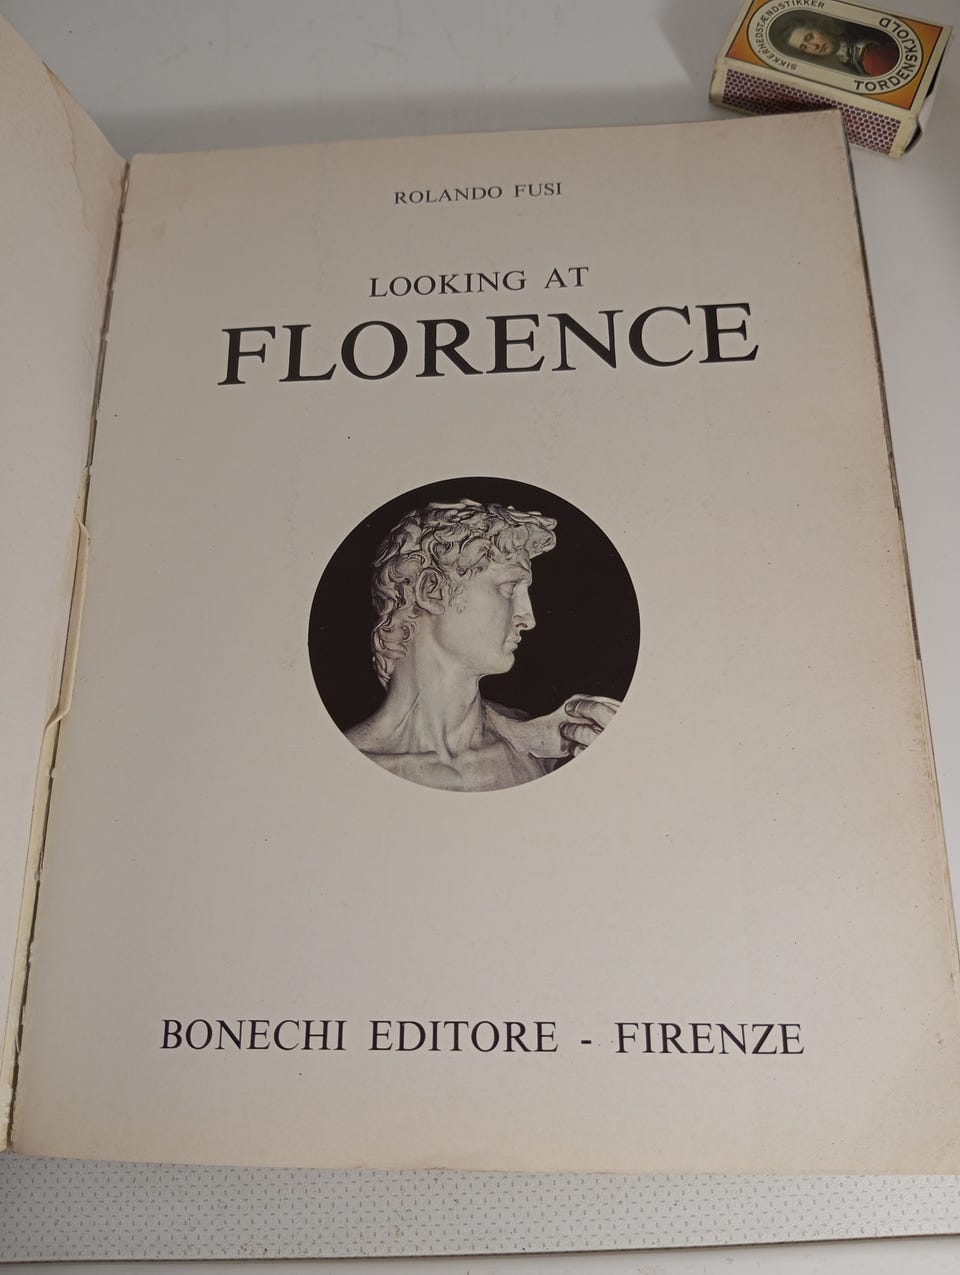 SIKKERHEDSTÆNDSTIKKER
TORDENSKJOLD
ROLANDO FUSI
LOOKING AT
FLORENCE
BONECHI EDITORE - FIRENZE